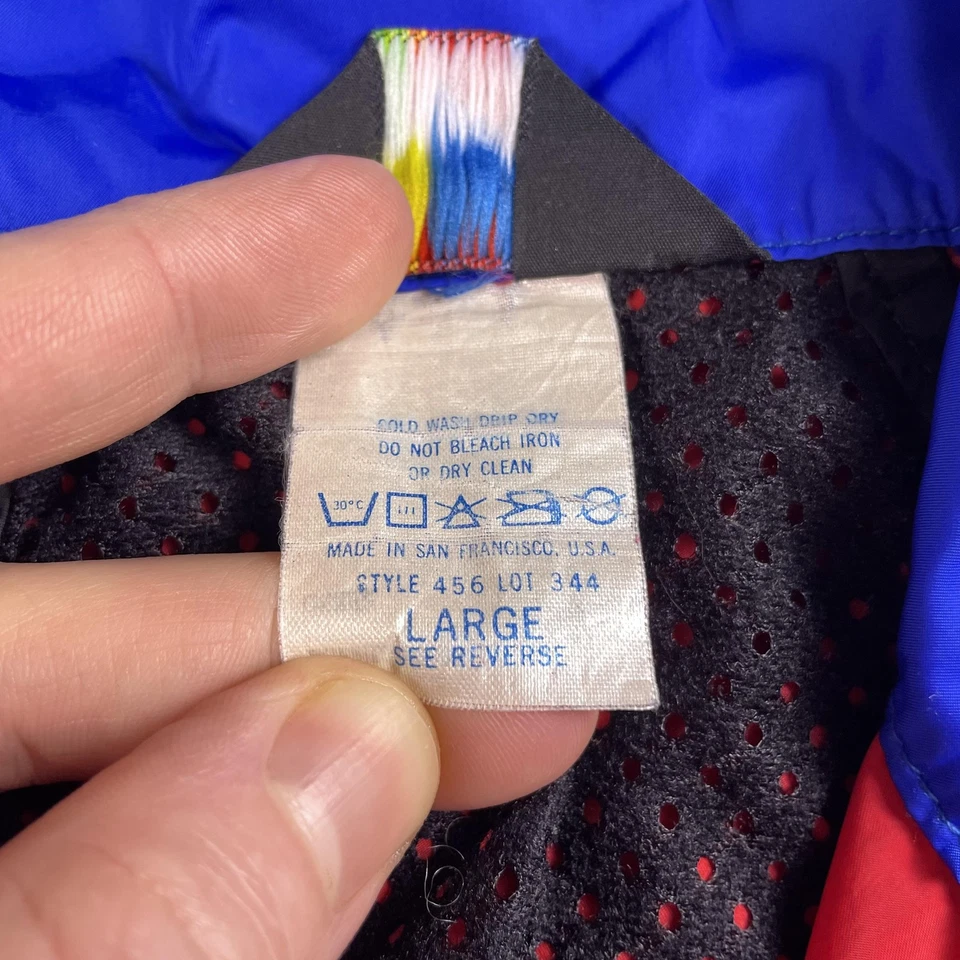 COLD WASH DRIP DRY
DO NOT BLEACH IRON
OR DRY CLEAN
30°C
MADE IN SAN FRANCISCO, U.S.A.
STYLE 456 LOT 344
LARGE
SEE REVERSE